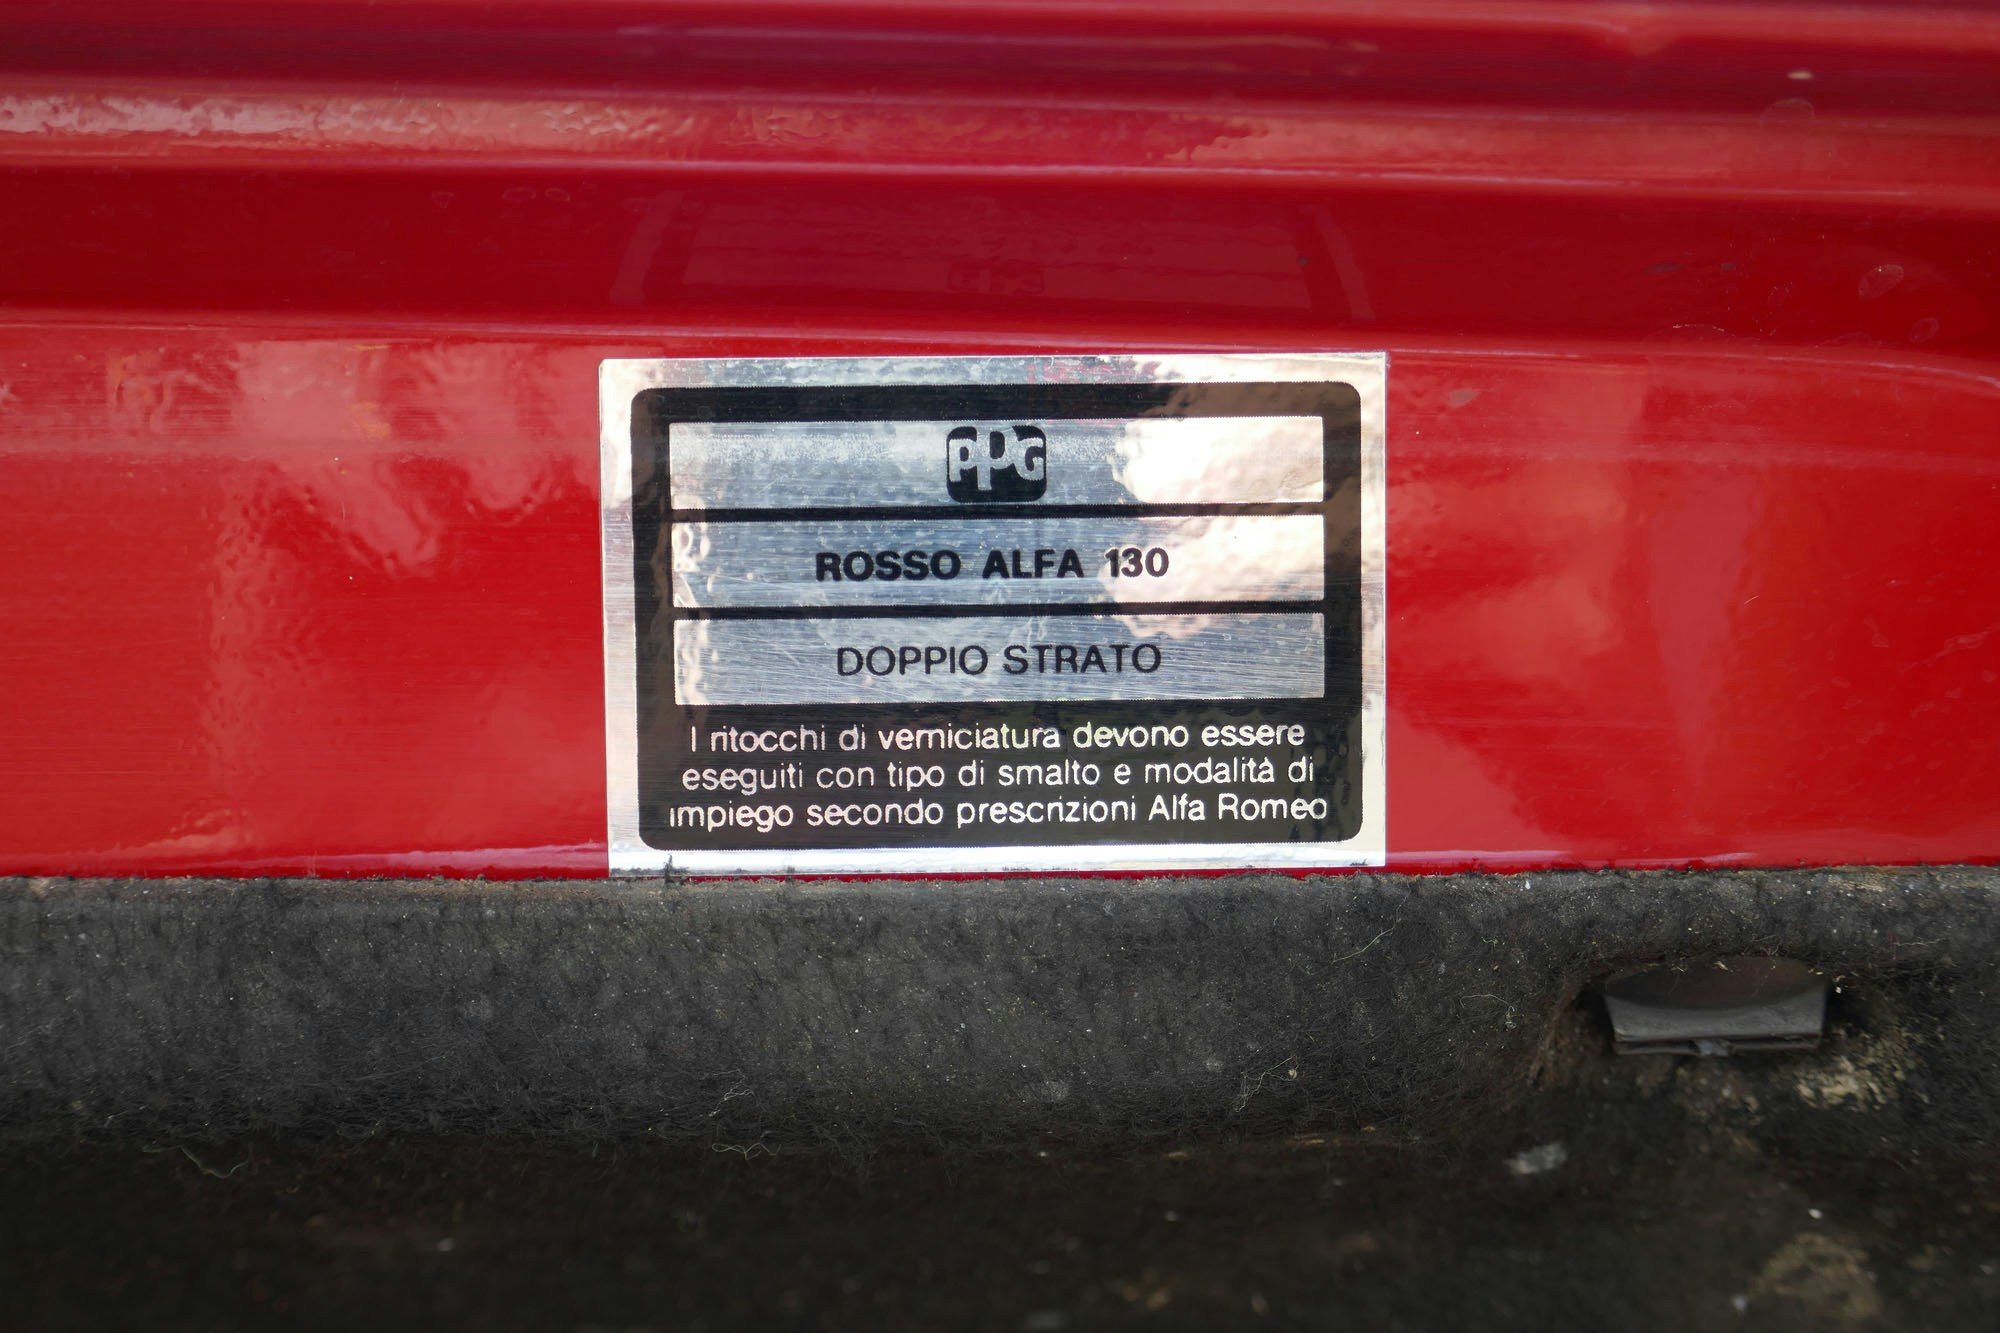 PPG
ROSSO ALFA 130
DOPPIO STRATO
I ritocchi di verniciatura devono essere
eseguiti con tipo di smalto e modalità di
impiego secondo prescrizioni Alfa Romeo